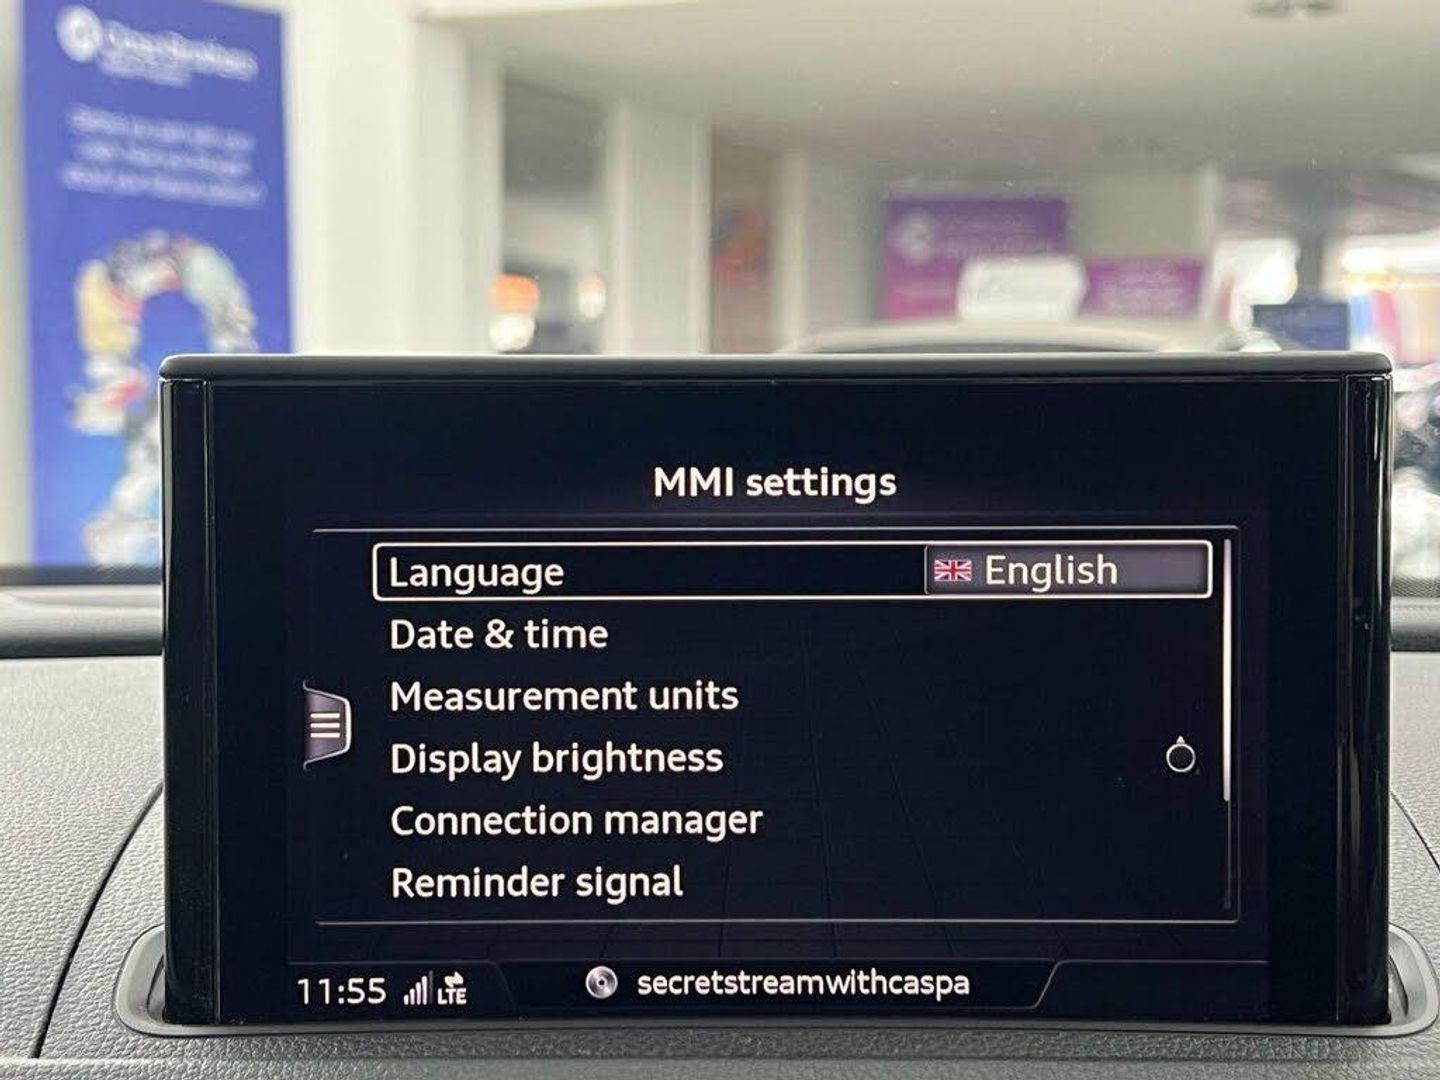 MMI settings
Language English
Date & time
Measurement units
Display brightness
Connection manager
Reminder signal
11:55 LTE secretstreamwithcaspa